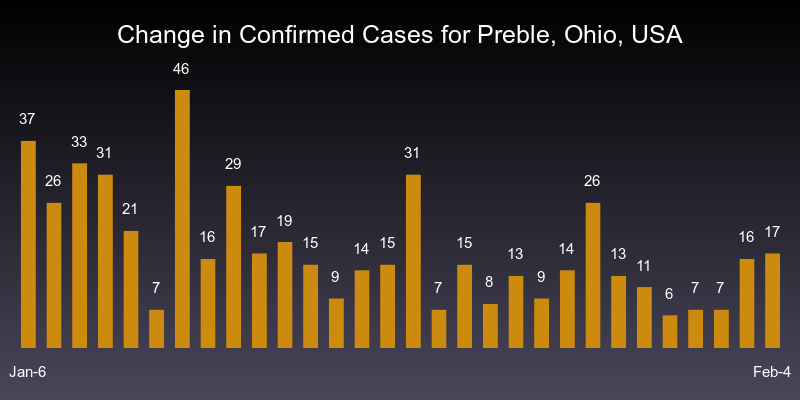 Change in Confirmed Cases for Preble, Ohio, USA
37 26 33 31 21 7 46 16 29 17 19 15 9 14 15 31 7 15 8 13 9 14 26 13 11 6 7 7 16 17
Jan-6 Feb-4